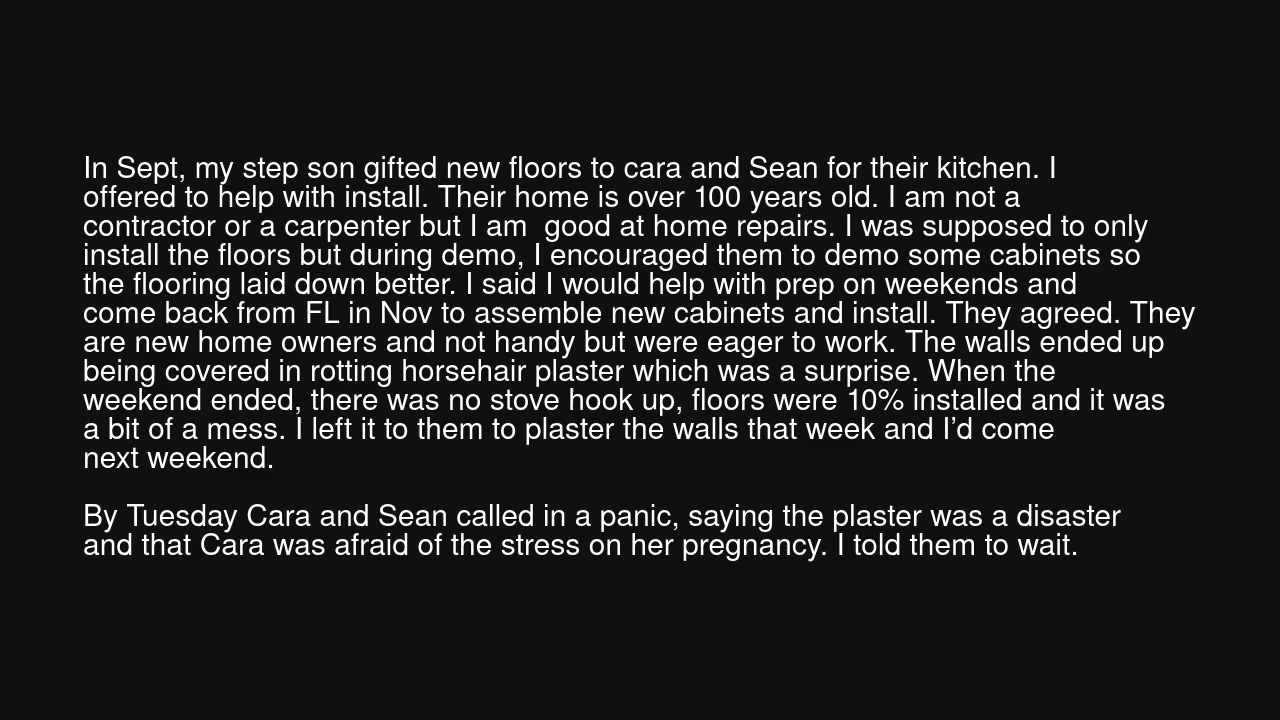 In Sept, my step son gifted new floors to cara and Sean for their kitchen. I
offered to help with install. Their home is over 100 years old. I am not a
contractor or a carpenter but I am  good at home repairs. I was supposed to only
install the floors but during demo, I encouraged them to demo some cabinets so
the flooring laid down better. I said I would help with prep on weekends and
come back from FL in Nov to assemble new cabinets and install. They agreed. They
are new home owners and not handy but were eager to work. The walls ended up
being covered in rotting horsehair plaster which was a surprise. When the
weekend ended, there was no stove hook up, floors were 10% installed and it was
a bit of a mess. I left it to them to plaster the walls that week and I’d come
next weekend.

By Tuesday Cara and Sean called in a panic, saying the plaster was a disaster
and that Cara was afraid of the stress on her pregnancy. I told them to wait.